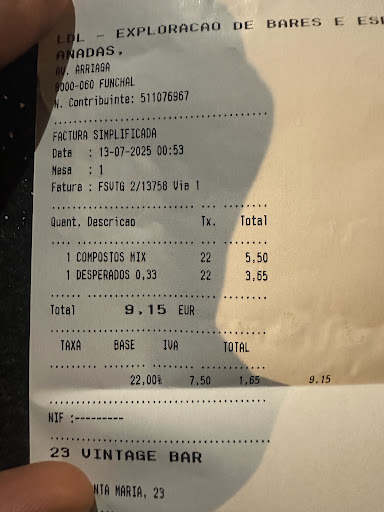 LDL - EXPLORACAO DE BARES E ES
ANADAS,
AV. ARRIAGA
9000-060 FUNCHAL
N. Contribuinte: 511076967
FACTURA SIMPLIFICADA
Data : 13-07-2025 00:53
Mesa : 1
Fatura : FSVTG 2/13758 Via 1
Quant. Descricao Tx. Total
1 COMPOSTOS MIX 22 5,50
1 DESPERADOS 0,33 22 3,65
Total 9,15 EUR
TAXA BASE IVA TOTAL
22,00% 7,50 1,65 9,15
NIF :---------
23 VINTAGE BAR
NTA MARIA, 23